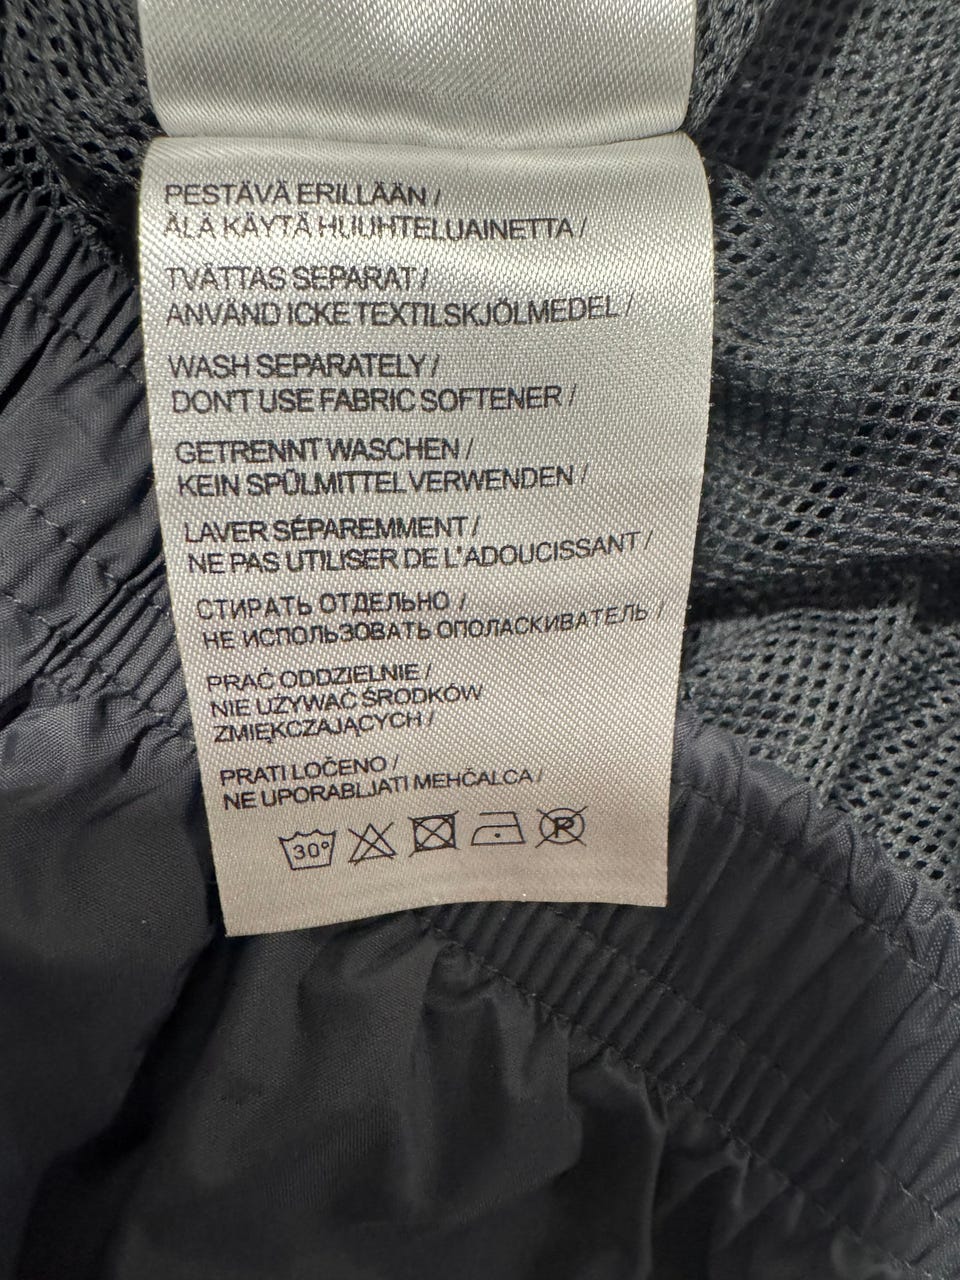 PESTÄVÄ ERILLÄÄN /
ÄLÄ KÄYTÄ HUUHTELUAINETTA /
TVÄTTAS SEPARAT /
ANVÄND ICKE TEXTILSKJÖLMEDEL /
WASH SEPARATELY /
DON'T USE FABRIC SOFTENER /
GETRENNT WASCHEN /
KEIN SPÜLMITTEL VERWENDEN /
LAVER SÉPAREMMENT /
NE PAS UTILISER DE L'ADOUCISSANT /
СТИРАТЬ ОТДЕЛЬНО /
НЕ ИСПОЛЬЗОВАТЬ ОПОЛАСКИВАТЕЛЬ /
PRAĆ ODDZIELNIE /
NIE UZYWAĆ ŚRODKÓW
ZMIĘKCZAJĄCYCH /
PRATI LOČENO /
NE UPORABLJATI MEHČALCA /
30° P